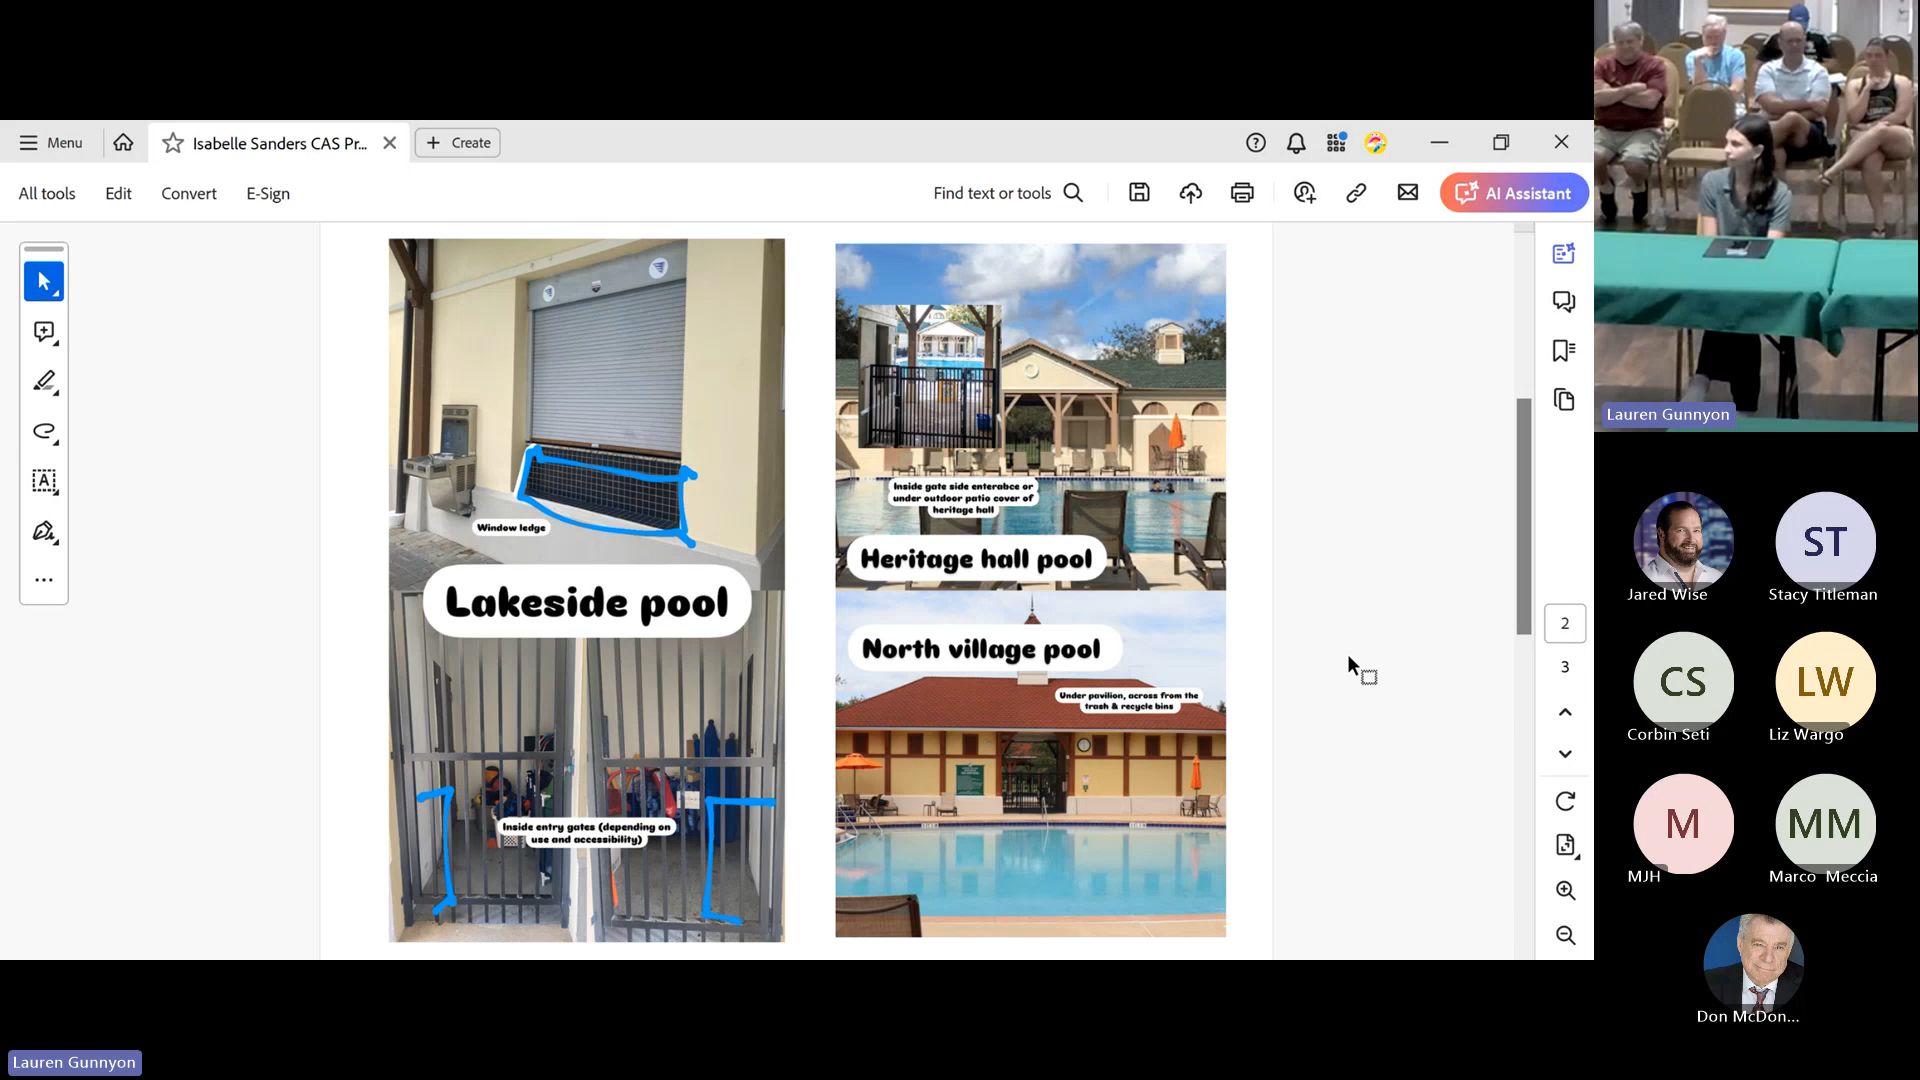 Menu
Isabelle Sanders CAS Pr...
Create
All tools
Edit
Convert
E-Sign
Find text or tools
AI Assistant
Window ledge
Lakeside pool
Inside entry gates (depending on
use and accessibility)
Inside gate side enterabce or
under outdoor patio cover of
heritage hall
Heritage hall pool
North village pool
Under pavilion, across from the
trash & recycle bins
2
3
Lauren Gunnyon
Jared Wise
ST
Stacy Titleman
CS
Corbin Seti
LW
Liz Wargo
M
MJH
MM
Marco Meccia
Don McDon...
Lauren Gunnyon